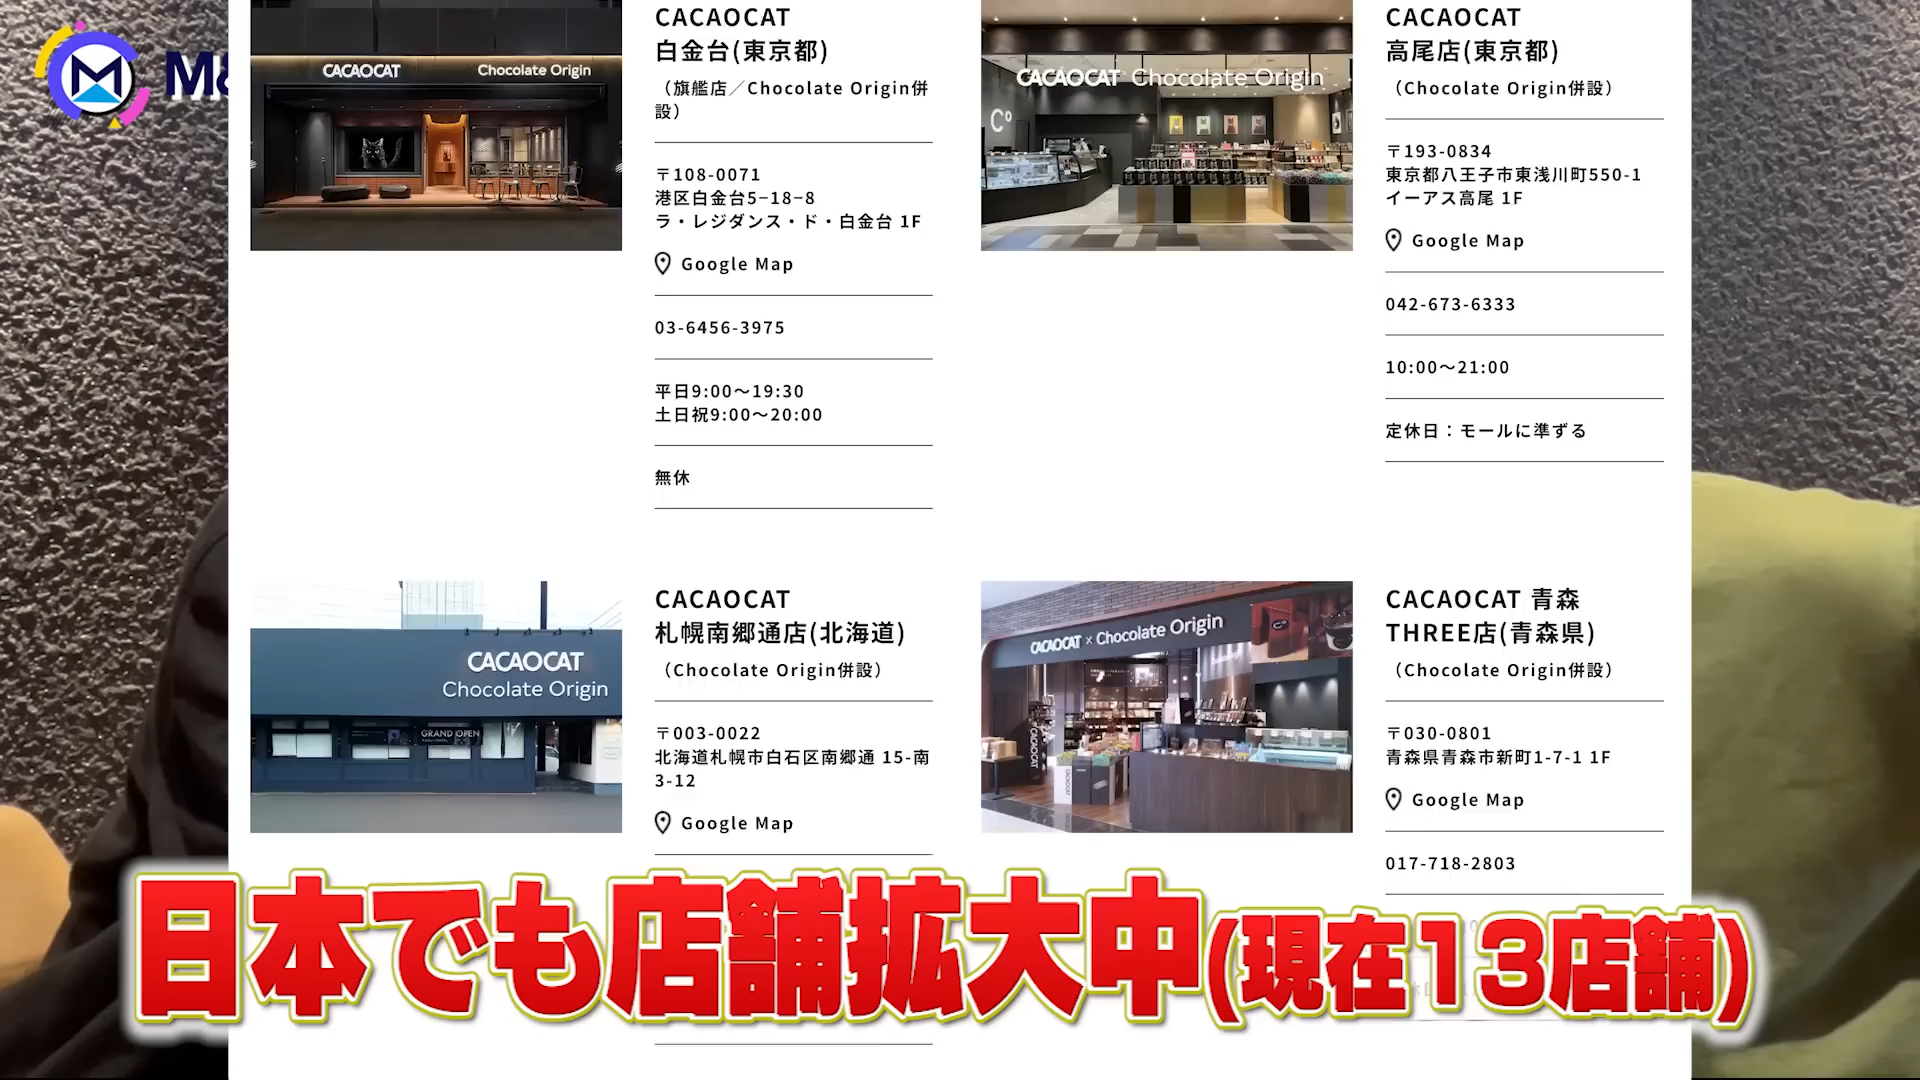 CACAOCAT
Chocolate Origin
CACAOCAT
白金台(東京都)
（旗艦店／Chocolate Origin併
設）
〒108-0071
港区白金台5−18−8
ラ・レジダンス・ド・白金台 1F
Google Map
03-6456-3975
平日9:00〜19:30
土日祝9:00〜20:00
無休
CACAOCAT Chocolate Origin
Co
CACAOCAT
高尾店(東京都)
（Chocolate Origin併設）
〒193-0834
東京都八王子市東浅川町550-1
イーアス高尾 1F
Google Map
042-673-6333
10:00〜21:00
定休日：モールに準ずる
CACAOCAT
Chocolate Origin
GRAND OPEN
CACAOCAT
札幌南郷通店(北海道)
（Chocolate Origin併設）
〒003-0022
北海道札幌市白石区南郷通 15-南
3-12
Google Map
CACAOCAT × Chocolate Origin
CACAOCAT
CACAOCAT 青森
THREE店(青森県)
（Chocolate Origin併設）
〒030-0801
青森県青森市新町1-7-1 1F
Google Map
017-718-2803
日本でも店舗拡大中(現在13店舗)